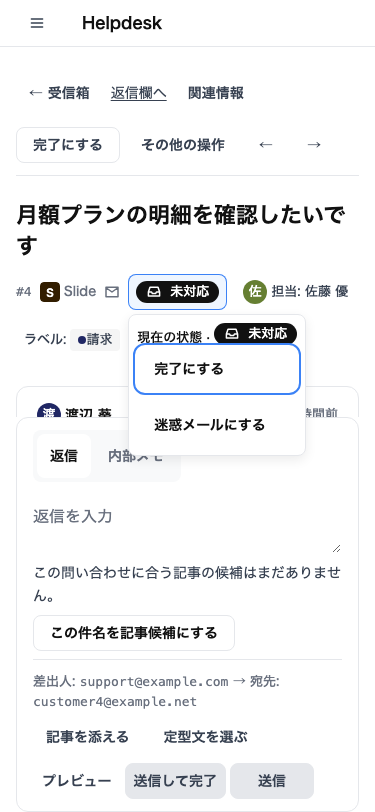 Helpdesk
← 受信箱 返信欄へ 関連情報
完了にする その他の操作 ← →
月額プランの明細を確認したいで
す
#4 S Slide 未対応 佐 担当: 佐藤 優
ラベル: 請求
現在の状態 · 未対応
完了にする
迷惑メールにする
渡 渡辺 葵 時間前
返信 内部メモ
返信を入力
この問い合わせに合う記事の候補はまだありませ
ん。
この件名を記事候補にする
差出人: support@example.com → 宛先:
customer4@example.net
記事を添える 定型文を選ぶ
プレビュー 送信して完了 送信